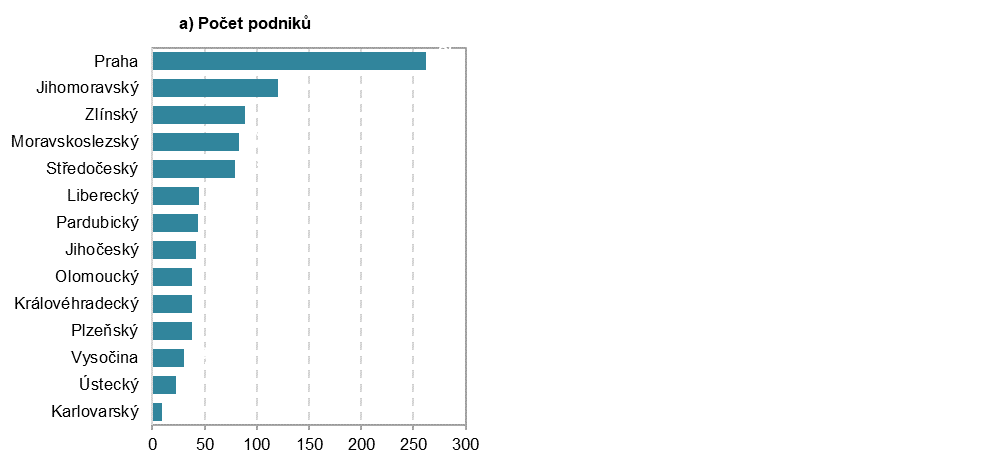 a) Počet podniků
Praha
Jihomoravský
Zlínský
Moravskoslezský
Středočeský
Liberecký
Pardubický
Jihočeský
Olomoucký
Královéhradecký
Plzeňský
Vysočina
Ústecký
Karlovarský
0 50 100 150 200 250 300